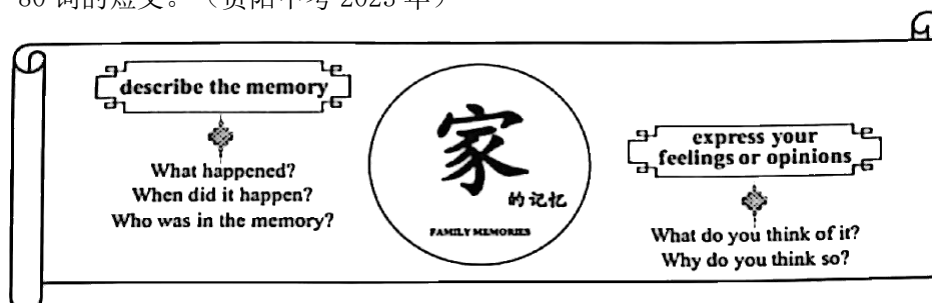 80 词的短文。（贵阳中考 2023 年）
describe the memory
What happened?
When did it happen?
Who was in the memory?
家
的记忆
FAMILY MEMORIES
express your
feelings or opinions
What do you think of it?
Why do you think so?